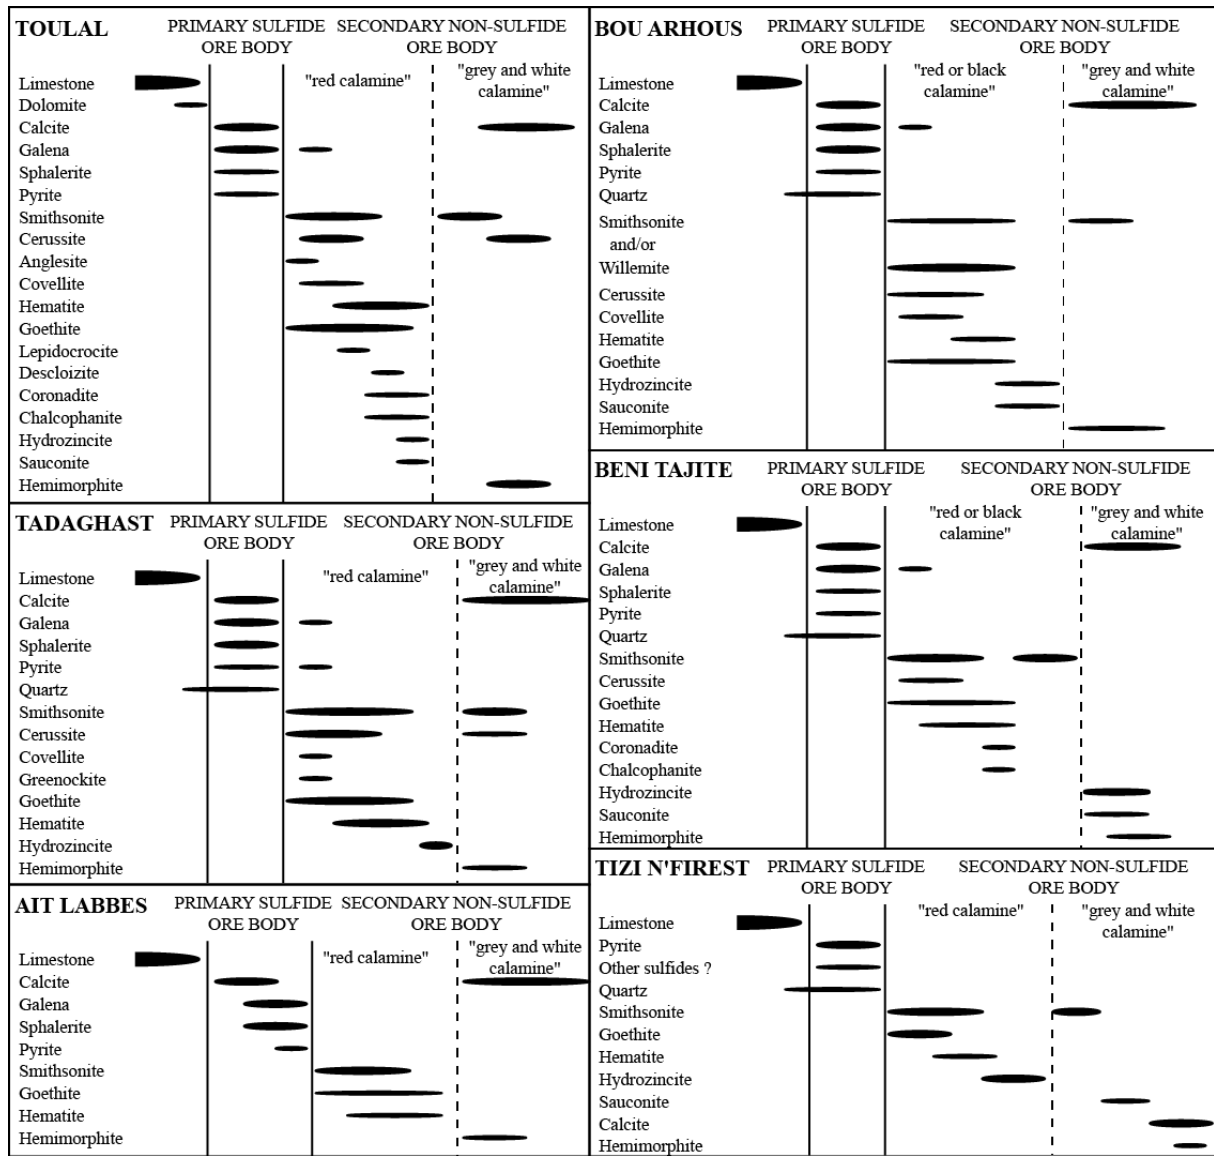 TOULAL
PRIMARY SULFIDE
ORE BODY
SECONDARY NON-SULFIDE
ORE BODY
"red calamine"
"grey and white
calamine"
Limestone
Dolomite
Calcite
Galena
Sphalerite
Pyrite
Smithsonite
Cerussite
Anglesite
Covellite
Hematite
Goethite
Lepidocrocite
Descloizite
Coronadite
Chalcophanite
Hydrozincite
Sauconite
Hemimorphite
TADAGHAST
PRIMARY SULFIDE
ORE BODY
SECONDARY NON-SULFIDE
ORE BODY
"red calamine"
"grey and white
calamine"
Limestone
Calcite
Galena
Sphalerite
Pyrite
Quartz
Smithsonite
Cerussite
Covellite
Greenockite
Goethite
Hematite
Hydrozincite
Hemimorphite
AIT LABBES
PRIMARY SULFIDE
ORE BODY
SECONDARY NON-SULFIDE
ORE BODY
"red calamine"
"grey and white
calamine"
Limestone
Calcite
Galena
Sphalerite
Pyrite
Smithsonite
Goethite
Hematite
Hemimorphite
BOU ARHOUS
PRIMARY SULFIDE
ORE BODY
SECONDARY NON-SULFIDE
ORE BODY
"red or black
calamine"
"grey and white
calamine"
Limestone
Calcite
Galena
Sphalerite
Pyrite
Quartz
Smithsonite
and/or
Willemite
Cerussite
Covellite
Hematite
Goethite
Hydrozincite
Sauconite
Hemimorphite
BENI TAJITE
PRIMARY SULFIDE
ORE BODY
SECONDARY NON-SULFIDE
ORE BODY
"red or black
calamine"
"grey and white
calamine"
Limestone
Calcite
Galena
Sphalerite
Pyrite
Quartz
Smithsonite
Cerussite
Goethite
Hematite
Coronadite
Chalcophanite
Hydrozincite
Sauconite
Hemimorphite
TIZI N'FIREST
PRIMARY SULFIDE
ORE BODY
SECONDARY NON-SULFIDE
ORE BODY
"red calamine"
"grey and white
calamine"
Limestone
Pyrite
Other sulfides ?
Quartz
Smithsonite
Goethite
Hematite
Hydrozincite
Sauconite
Calcite
Hemimorphite